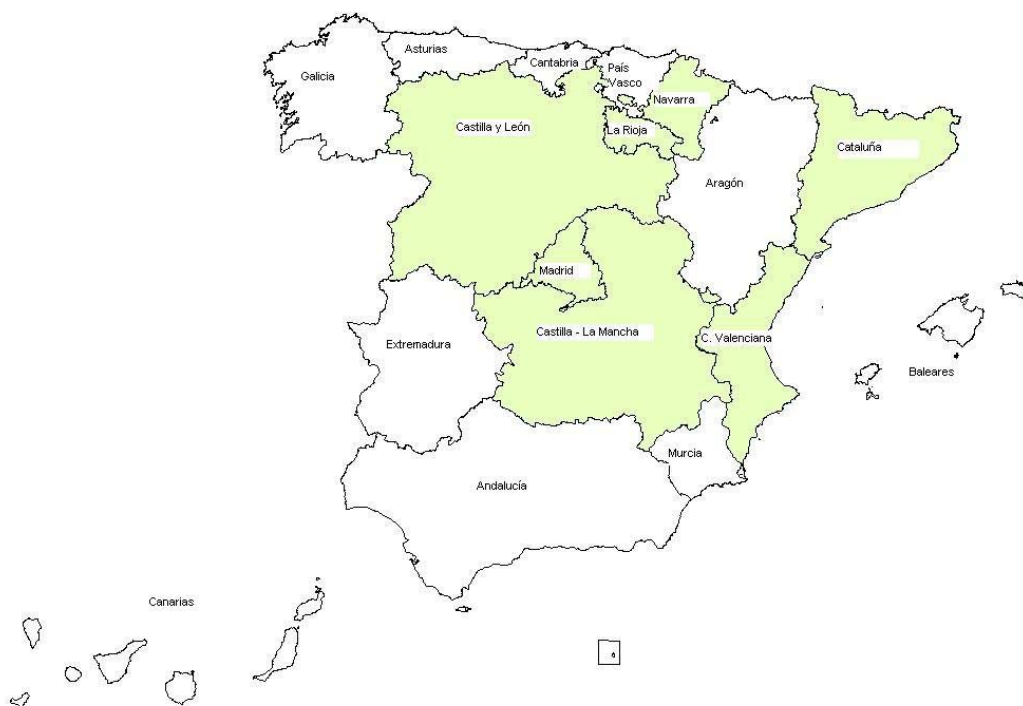 Asturias
Cantabria
País
Vasco
Galicia
Navarra
Castilla y León
La Rioja
Cataluña
Aragón
Madrid
Castilla - La Mancha
C. Valenciana
Extremadura
Baleares
Murcia
Andalucía
Canarias